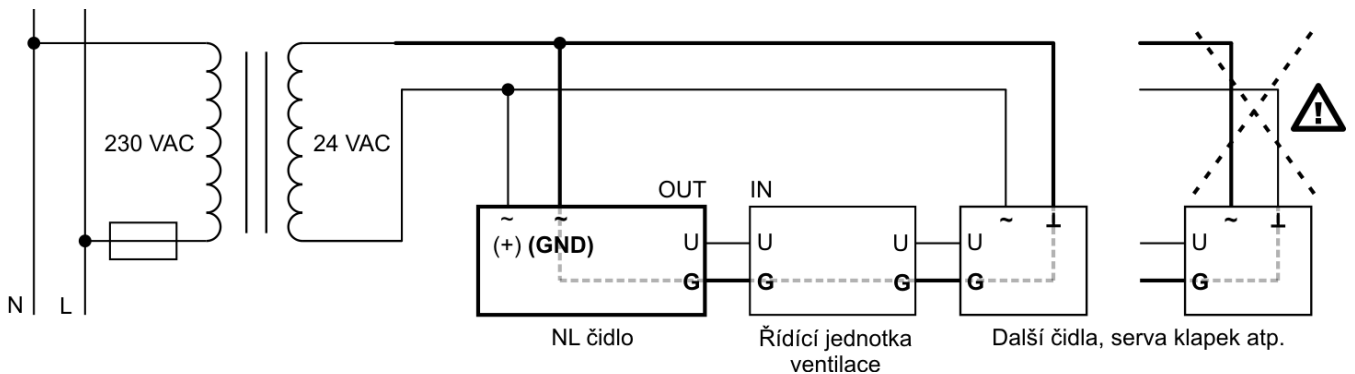 230 VAC
24 VAC
OUT IN
~ ~ ~ ⊥ ~ ⊥
(+) (GND) U U U U U
G G G G G
N L
NL čidlo
Řídící jednotka
ventilace
Další čidla, serva klapek atp.
!